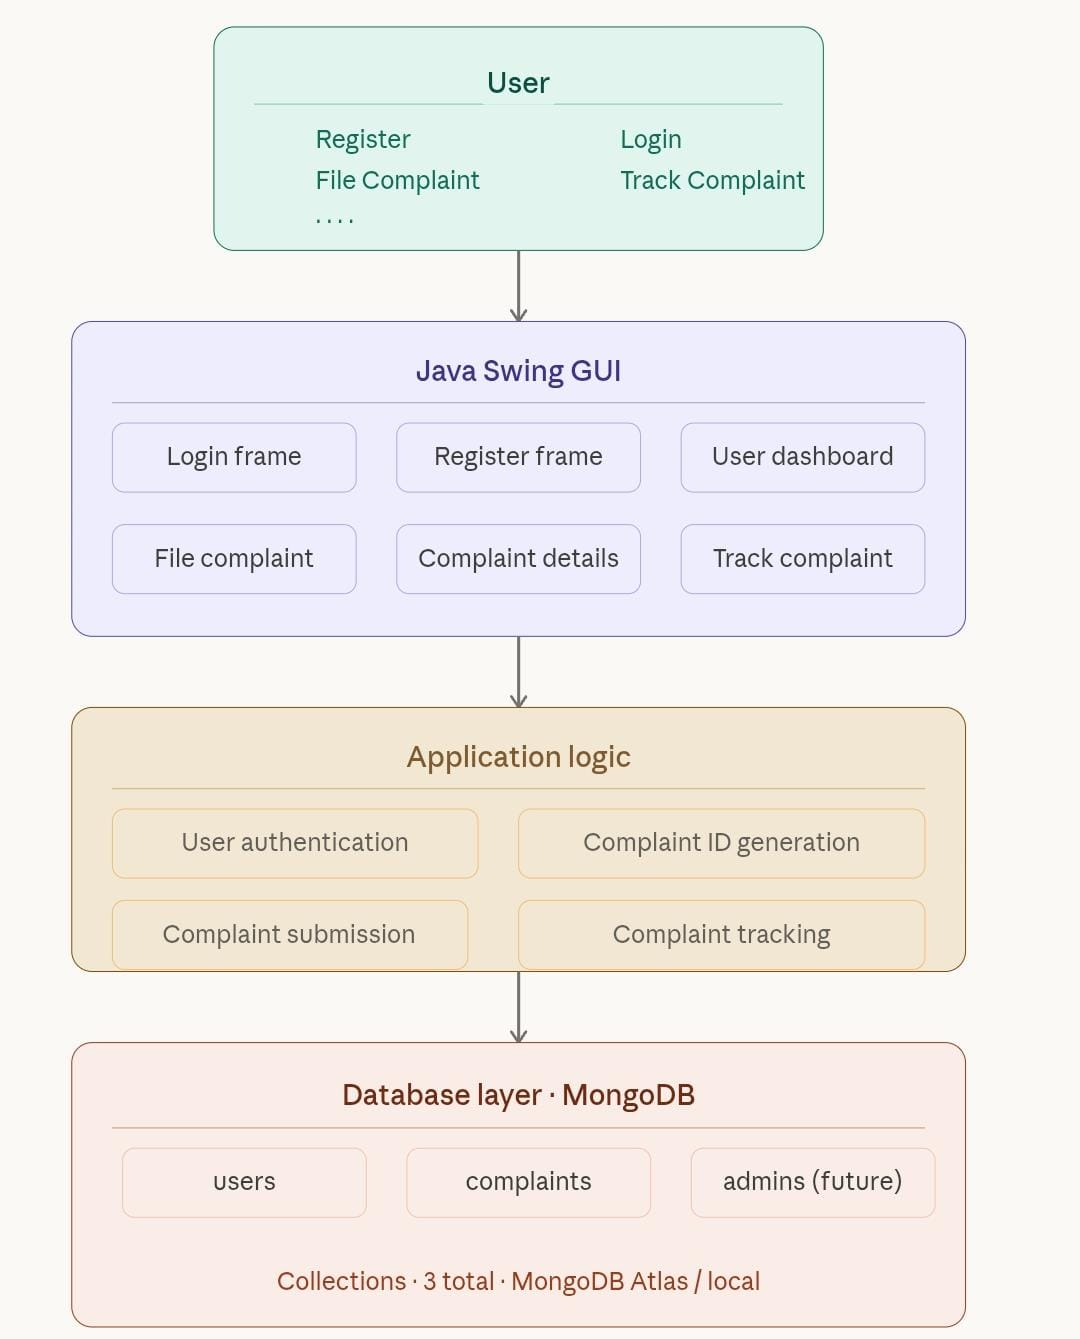 User
Register Login
File Complaint Track Complaint
....
Java Swing GUI
Login frame Register frame User dashboard
File complaint Complaint details Track complaint
Application logic
User authentication Complaint ID generation
Complaint submission Complaint tracking
Database layer · MongoDB
users complaints admins (future)
Collections · 3 total · MongoDB Atlas / local